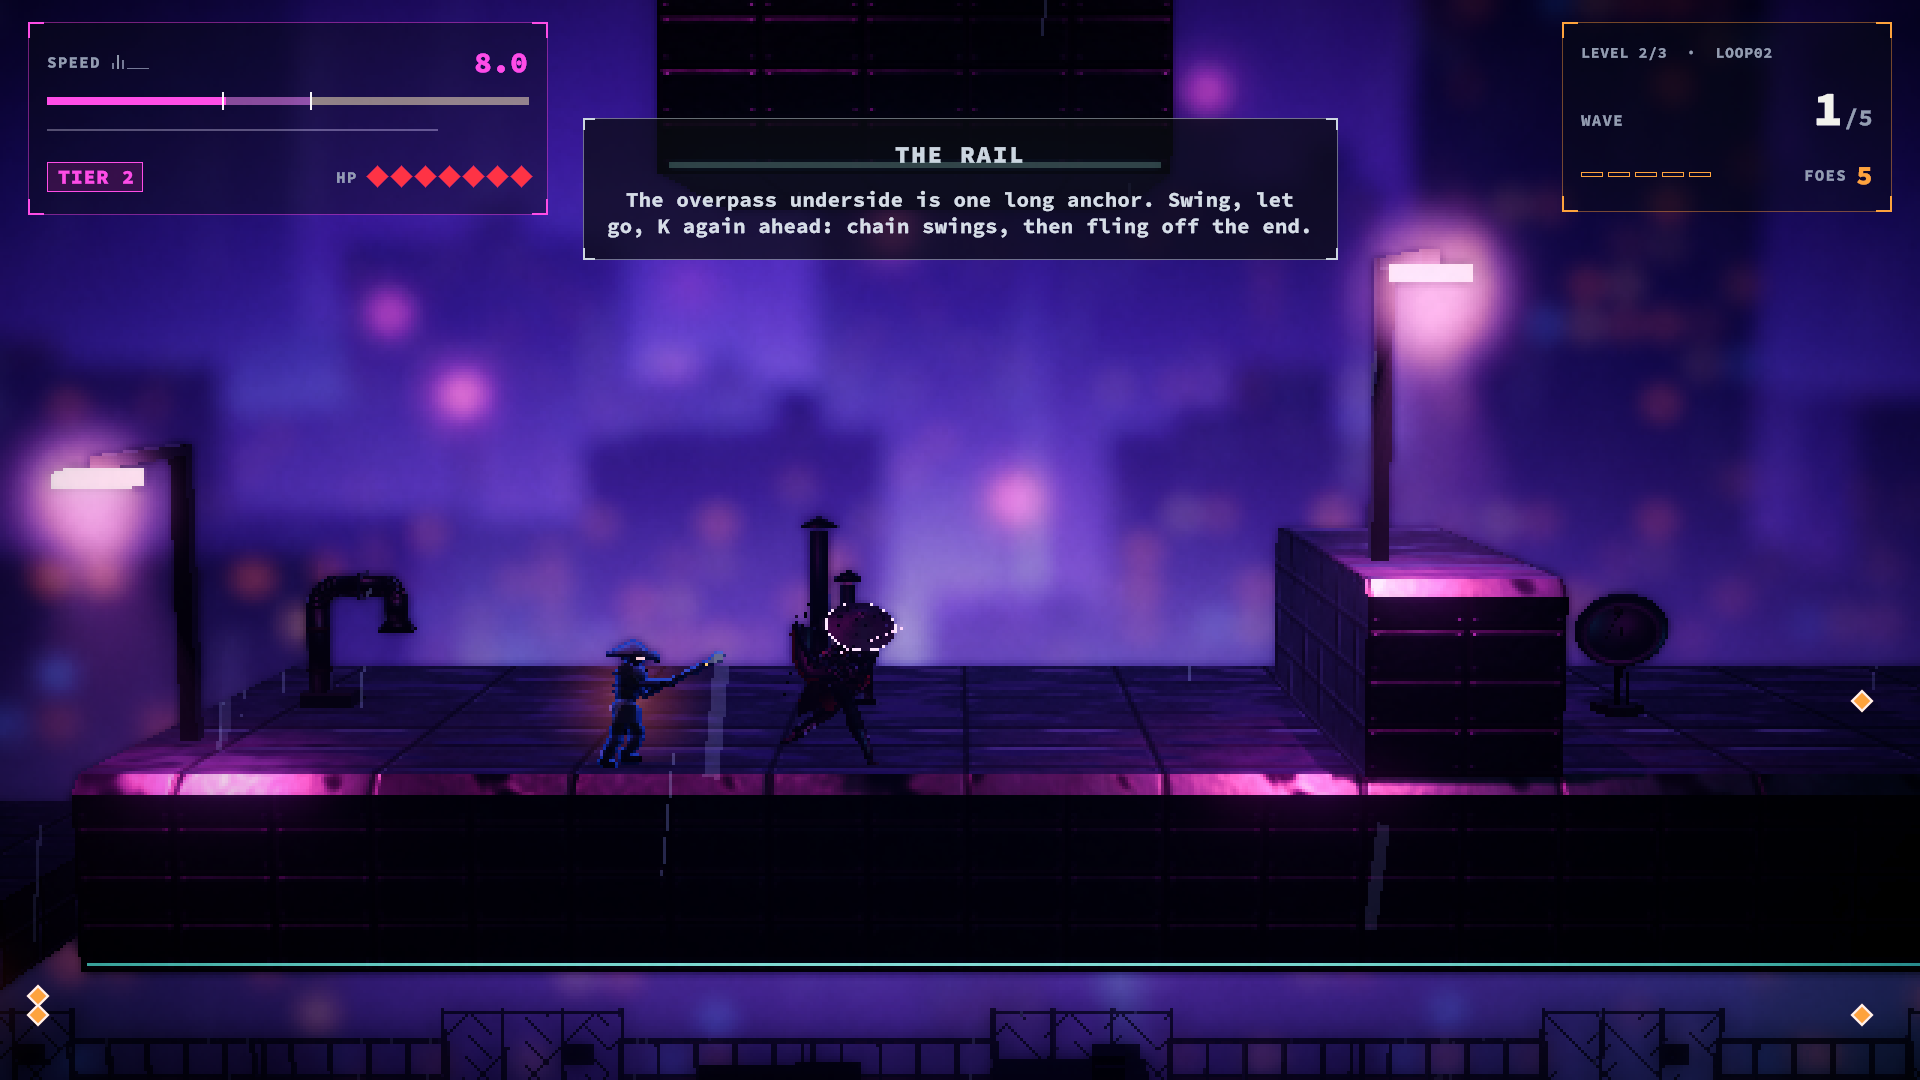 SPEED 8.0
TIER 2 HP
THE RAIL
The overpass underside is one long anchor. Swing, let
go, K again ahead: chain swings, then fling off the end.
LEVEL 2/3 • LOOP02
WAVE 1/5
FOES 5